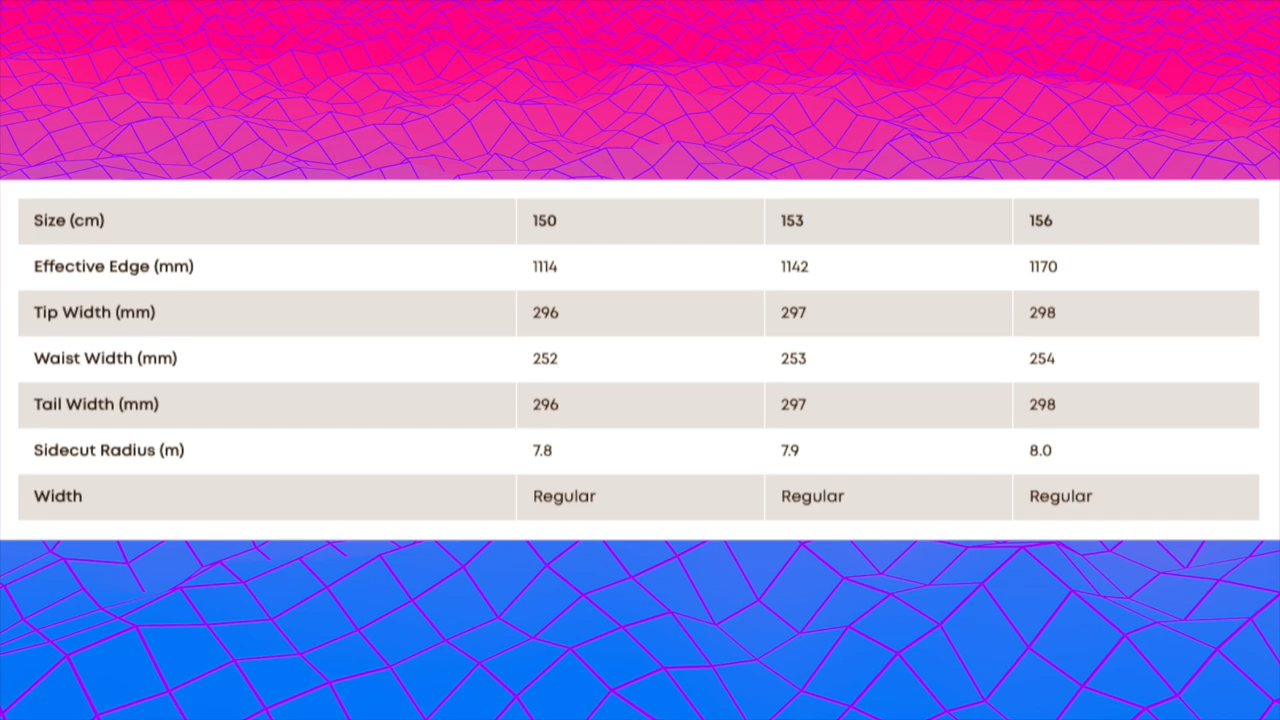 Size (cm) 150 153 156
Effective Edge (mm) 1114 1142 1170
Tip Width (mm) 296 297 298
Waist Width (mm) 252 253 254
Tail Width (mm) 296 297 298
Sidecut Radius (m) 7.8 7.9 8.0
Width Regular Regular Regular